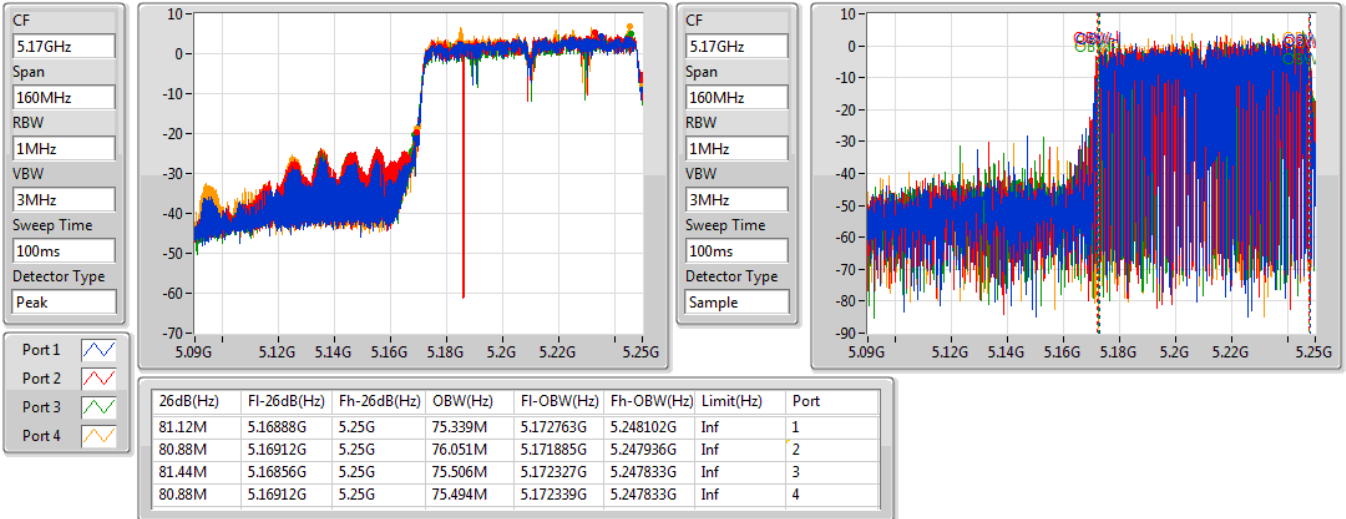 CF
5.17GHz
Span
160MHz
RBW
1MHz
VBW
3MHz
Sweep Time
100ms
Detector Type
Peak
10
0
-10
-20
-30
-40
-50
-60
-70
5.09G 5.12G 5.14G 5.16G 5.18G 5.2G 5.22G 5.25G
CF
5.17GHz
Span
160MHz
RBW
1MHz
VBW
3MHz
Sweep Time
100ms
Detector Type
Sample
10
0
-10
-20
-30
-40
-50
-60
-70
-80
-90
5.09G 5.12G 5.14G 5.16G 5.18G 5.2G 5.22G 5.25G
Port 1
Port 2
Port 3
Port 4
26dB(Hz) Fl-26dB(Hz) Fh-26dB(Hz) OBW(Hz) Fl-OBW(Hz) Fh-OBW(Hz) Limit(Hz) Port
81.12M 5.16888G 5.25G 75.339M 5.172763G 5.248102G Inf 1
80.88M 5.16912G 5.25G 76.051M 5.171885G 5.247936G Inf 2
81.44M 5.16856G 5.25G 75.506M 5.172327G 5.247833G Inf 3
80.88M 5.16912G 5.25G 75.494M 5.172339G 5.247833G Inf 4